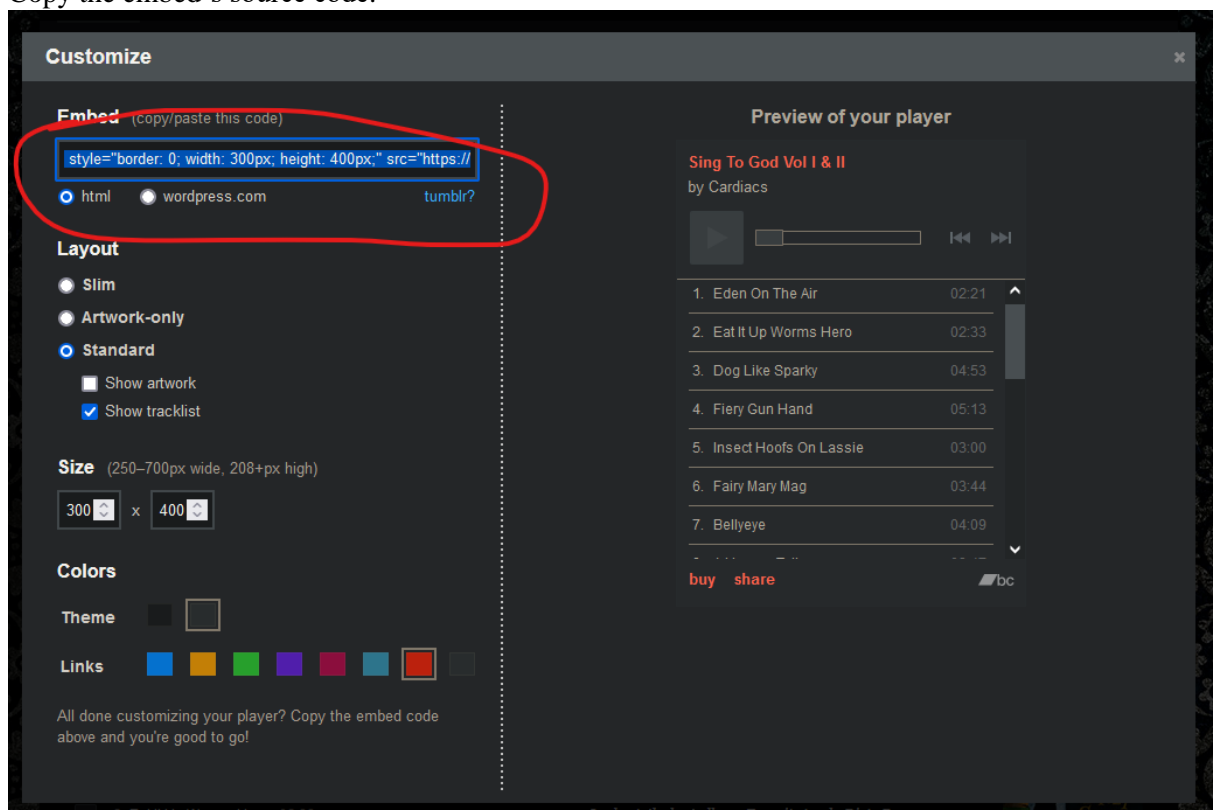 Copy the embed's source code.
Customize
×
Embed (copy/paste this code)
style="border: 0; width: 300px; height: 400px;" src="https://
html wordpress.com tumblr?
Layout
Slim
Artwork-only
Standard
Show artwork
Show tracklist
Size (250–700px wide, 208+px high)
300 x 400
Colors
Theme
Links
All done customizing your player? Copy the embed code
above and you're good to go!
Preview of your player
Sing To God Vol I & II
by Cardiacs
1. Eden On The Air 02:21
2. Eat It Up Worms Hero 02:33
3. Dog Like Sparky 04:53
4. Fiery Gun Hand 05:13
5. Insect Hoofs On Lassie 03:00
6. Fairy Mary Mag 03:44
7. Bellyeye 04:09
buy share bc